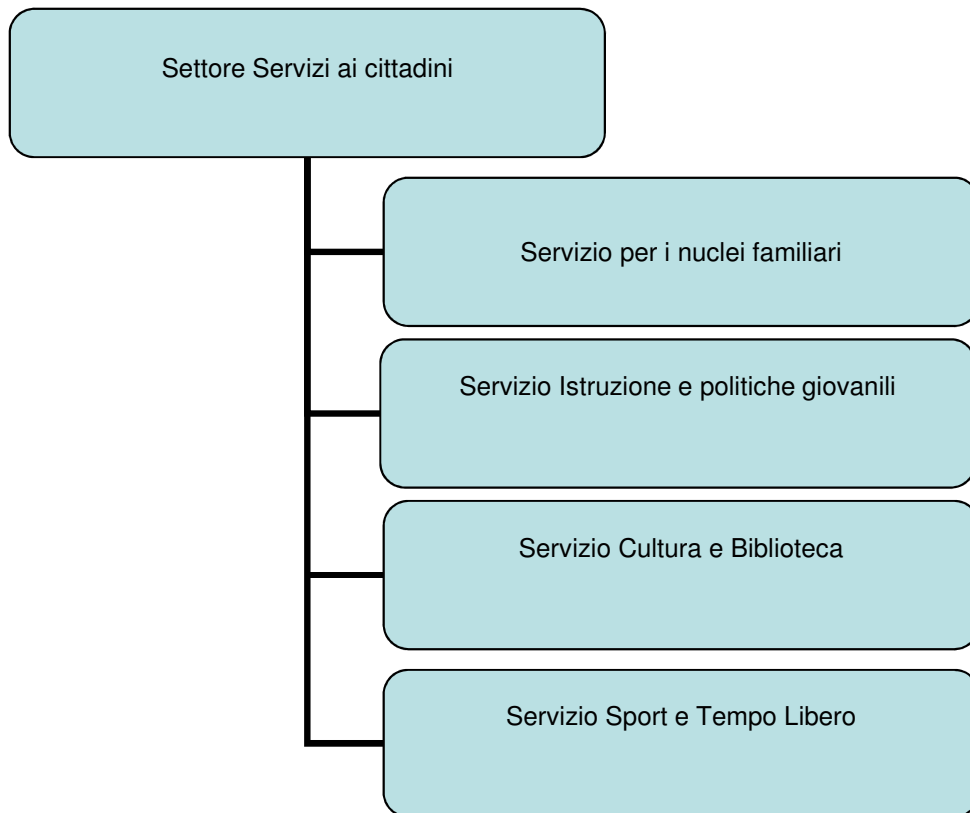 Settore Servizi ai cittadini
Servizio per i nuclei familiari
Servizio Istruzione e politiche giovanili
Servizio Cultura e Biblioteca
Servizio Sport e Tempo Libero